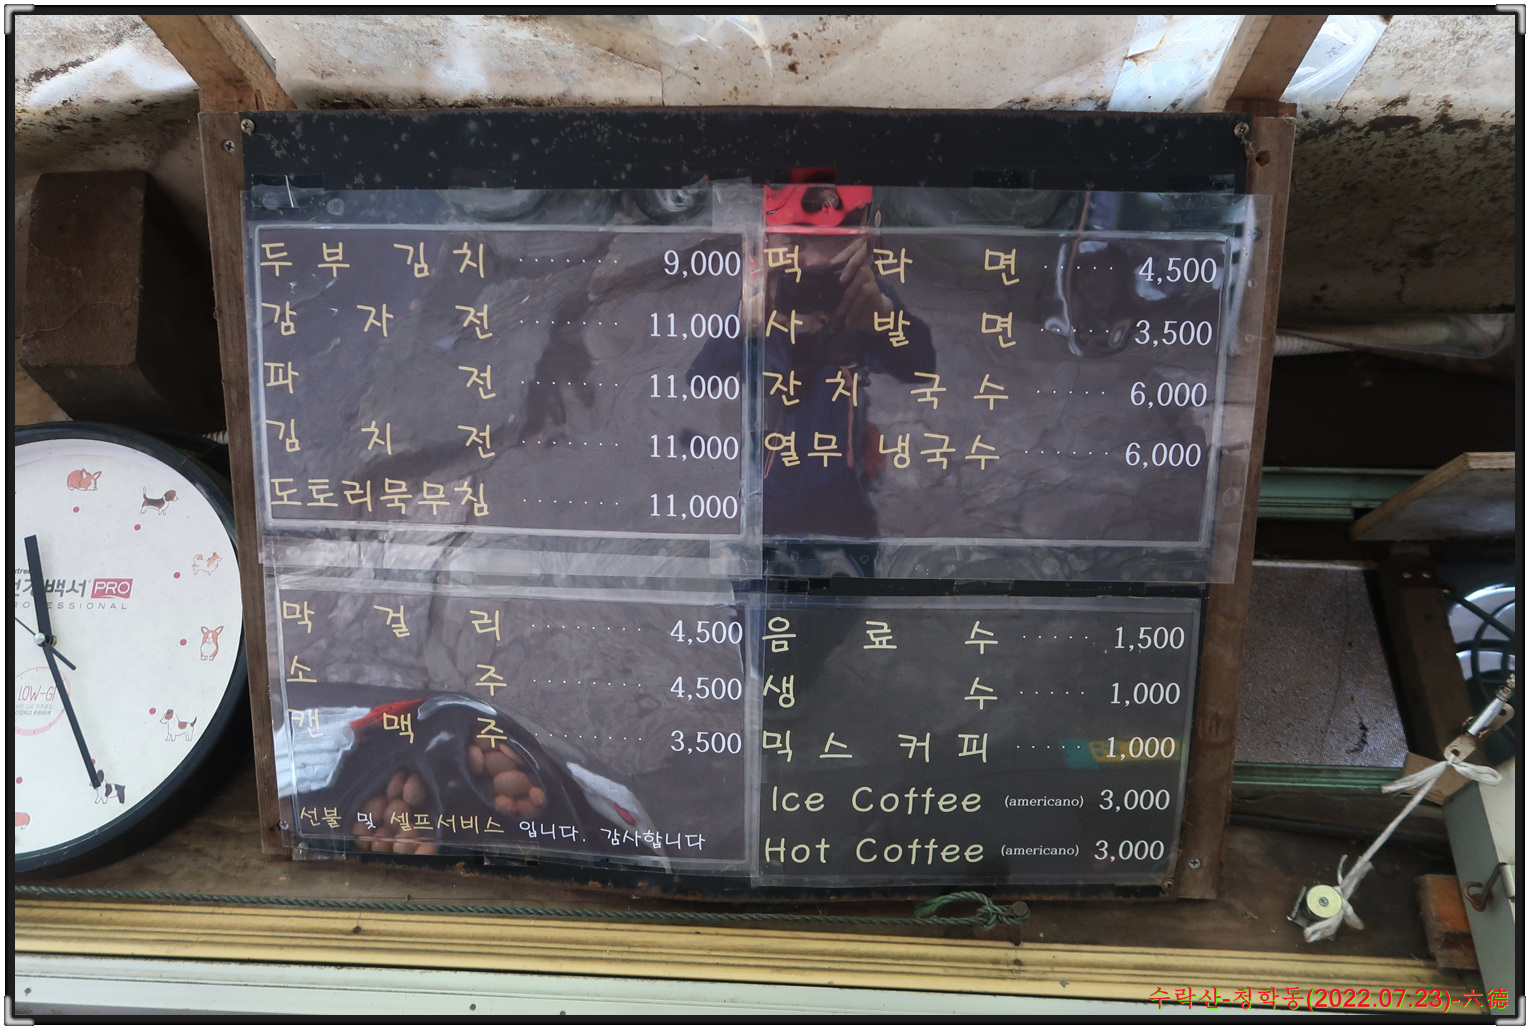 두부 김치 ········ 9,000
감자전 ········ 11,000
파전 ········ 11,000
김치전 ········ 11,000
도토리묵무침 ········ 11,000
떡라면 ······ 4,500
사발면 ······ 3,500
잔치 국수 ······ 6,000
열무 냉국수 ······ 6,000
막걸리 ········ 4,500
소주 ········ 4,500
캔맥주 ········ 3,500
선불 및 셀프서비스 입니다. 감사합니다
음료수 ······ 1,500
생수 ······ 1,000
믹스 커피 ······ 1,000
Ice Coffee (americano) 3,000
Hot Coffee (americano) 3,000
백서 PRO
LOW-GI
수락산-청학동(2022.07.23)-六德